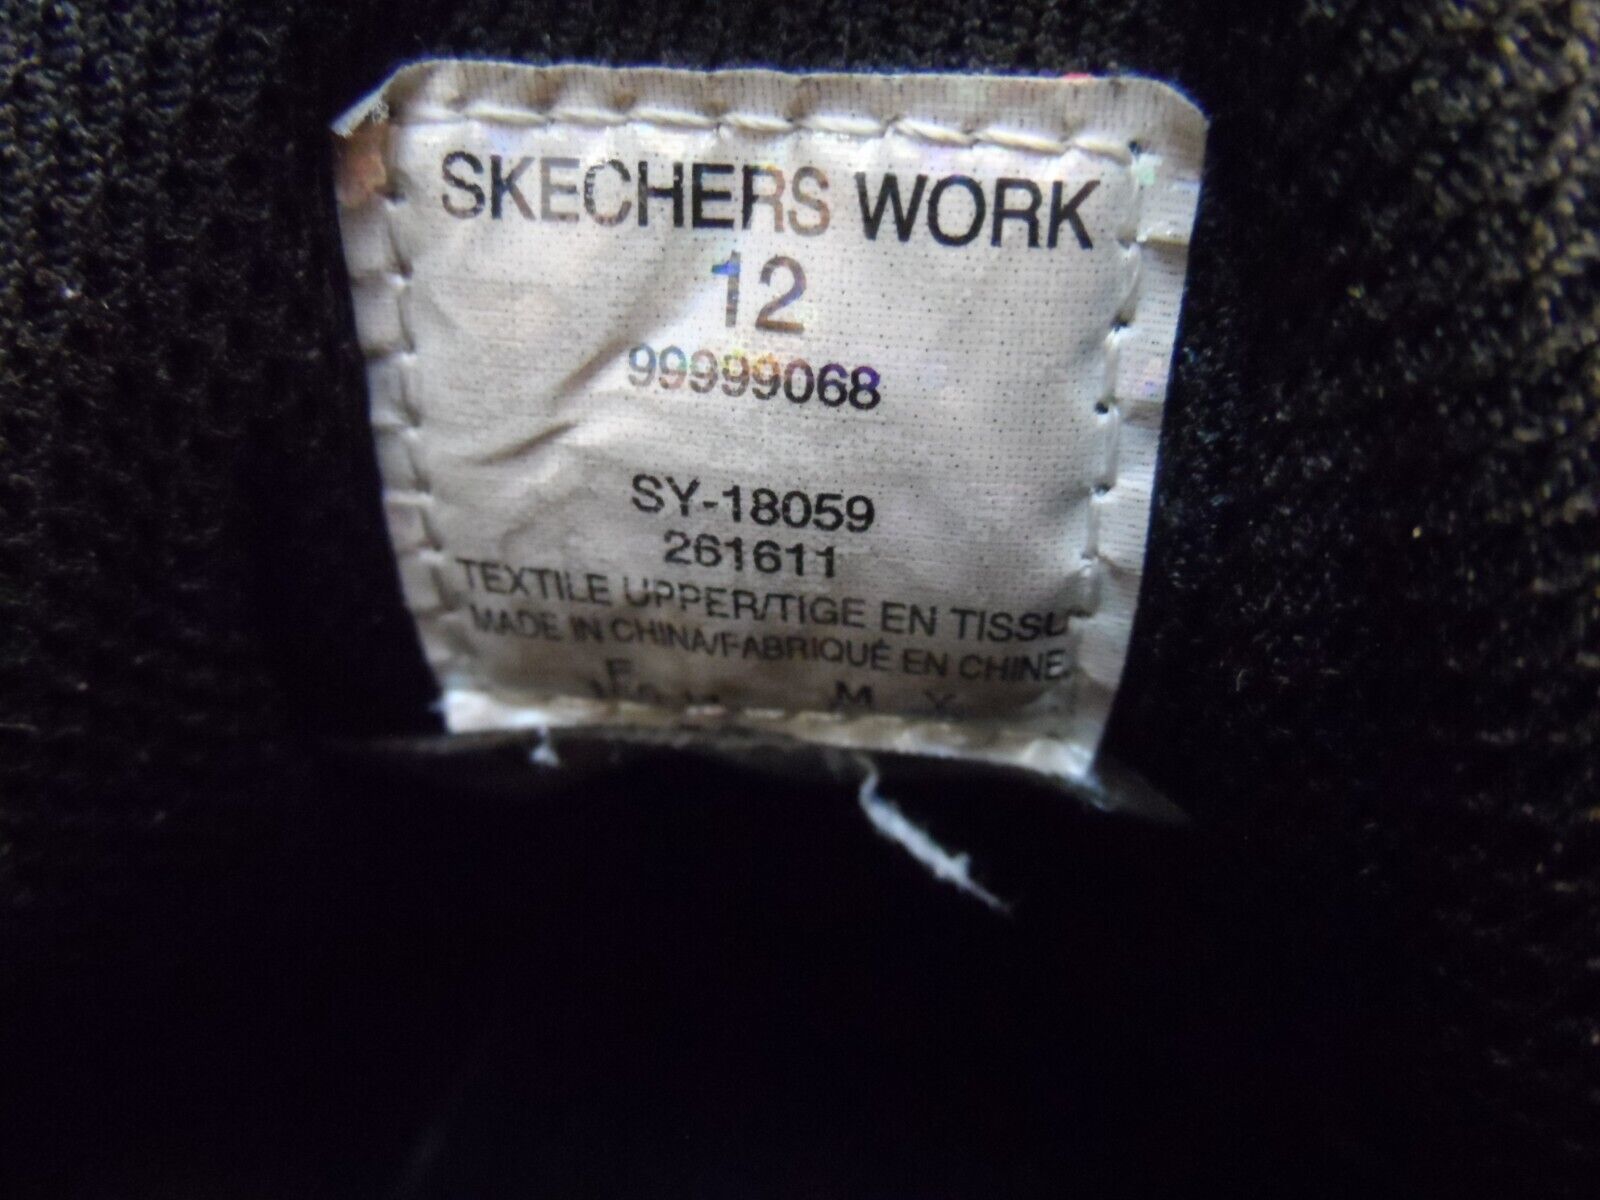 SKECHERS WORK
12
99999068
SY-18059
261611
TEXTILE UPPER/TIGE EN TISSU
MADE IN CHINA/FABRIQUÉ EN CHINE